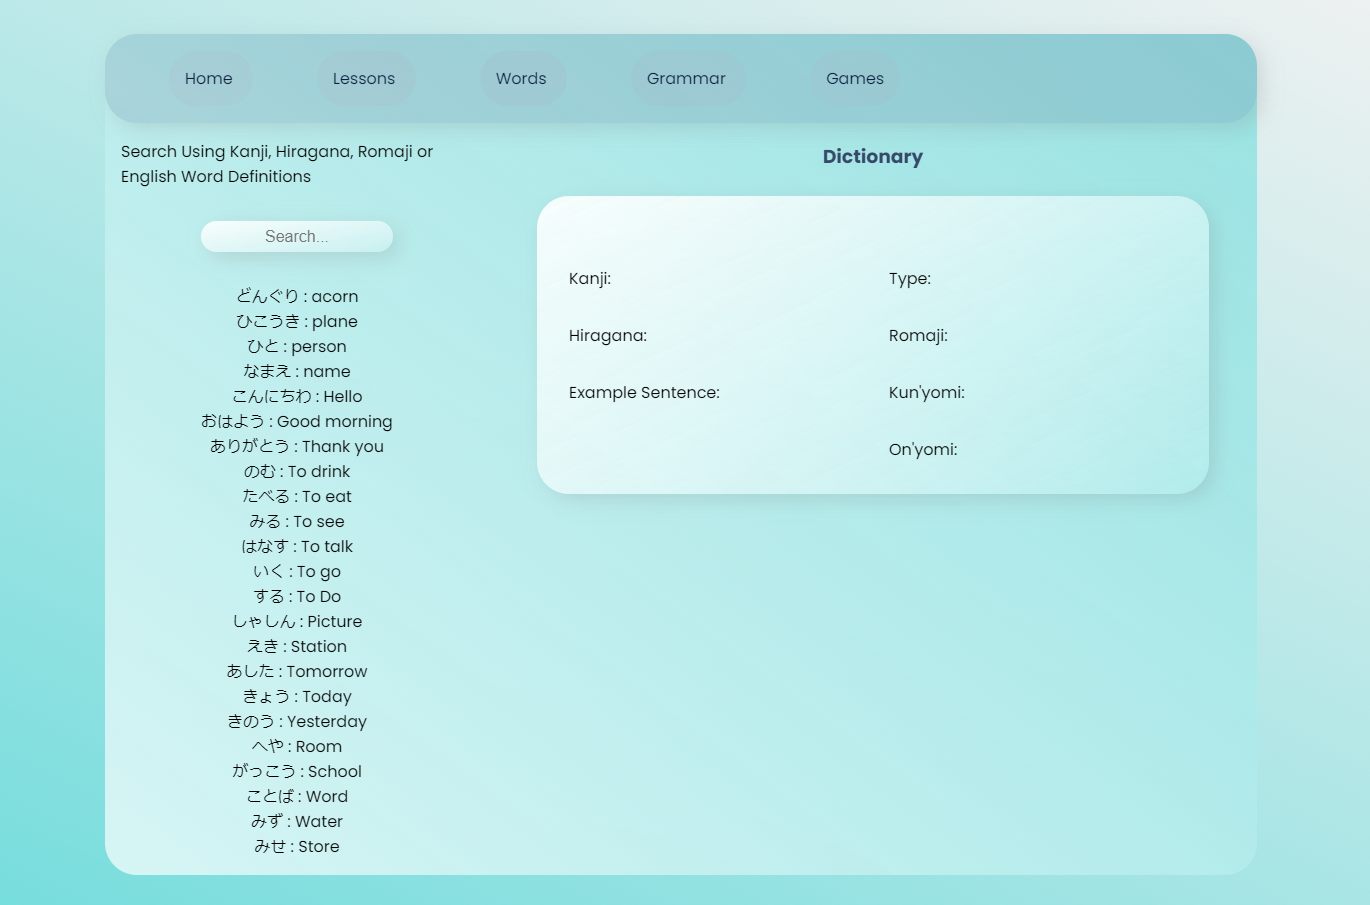 Home Lessons Words Grammar Games
Search Using Kanji, Hiragana, Romaji or
English Word Definitions
Search...
どんぐり : acorn
ひこうき : plane
ひと : person
なまえ : name
こんにちわ : Hello
おはよう : Good morning
ありがとう : Thank you
のむ : To drink
たべる : To eat
みる : To see
はなす : To talk
いく : To go
する : To Do
しゃしん : Picture
えき : Station
あした : Tomorrow
きょう : Today
きのう : Yesterday
へや : Room
がっこう : School
ことば : Word
みず : Water
みせ : Store
Dictionary
Kanji: Type:
Hiragana: Romaji:
Example Sentence: Kun'yomi:
On'yomi: